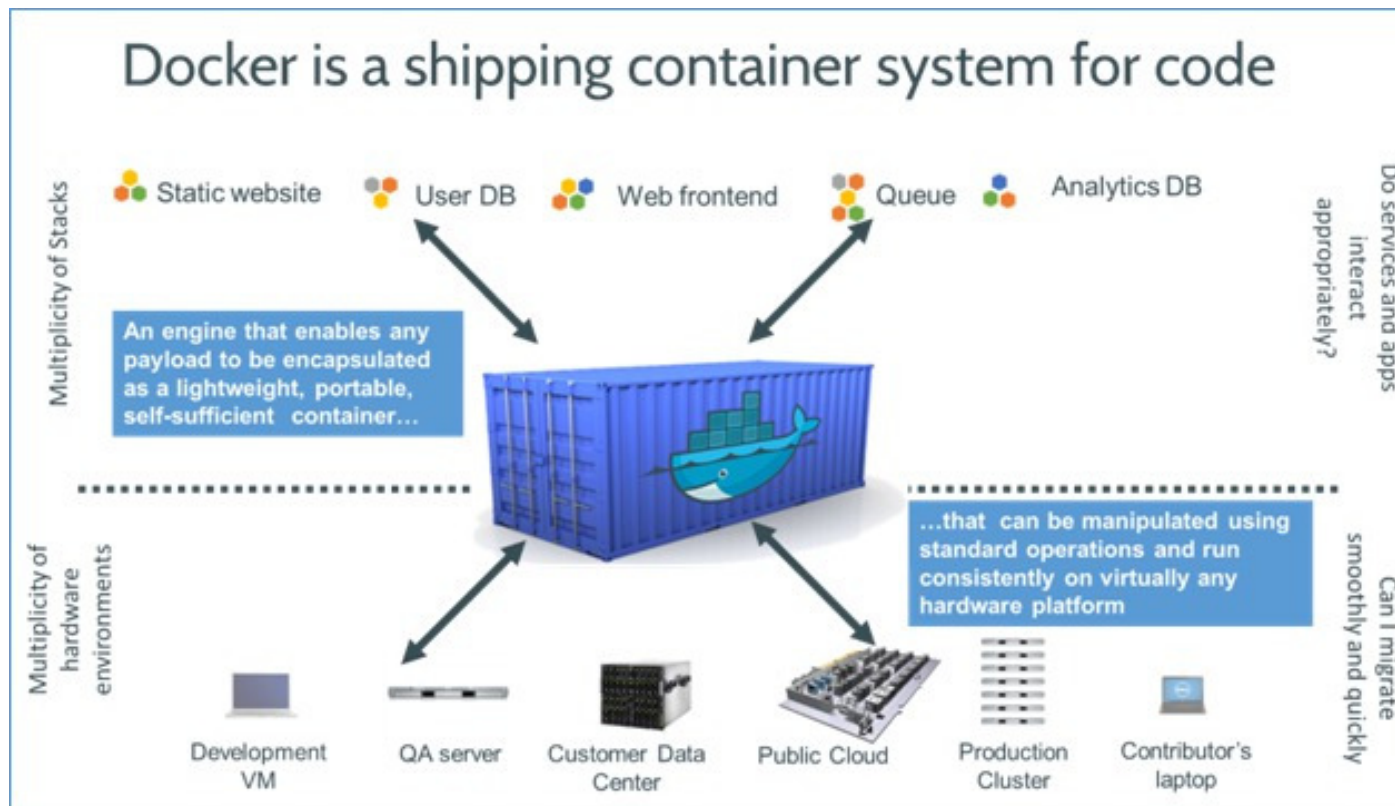 Docker is a shipping container system for code
Static website
User DB
Web frontend
Queue
Analytics DB
Multiplicity of Stacks
Do services and apps
interact
appropriately?
An engine that enables any
payload to be encapsulated
as a lightweight, portable,
self-sufficient container…
…that can be manipulated using
standard operations and run
consistently on virtually any
hardware platform
Multiplicity of
hardware
environments
Can I migrate
smoothly and quickly
Development
VM
QA server
Customer Data
Center
Public Cloud
Production
Cluster
Contributor's
laptop